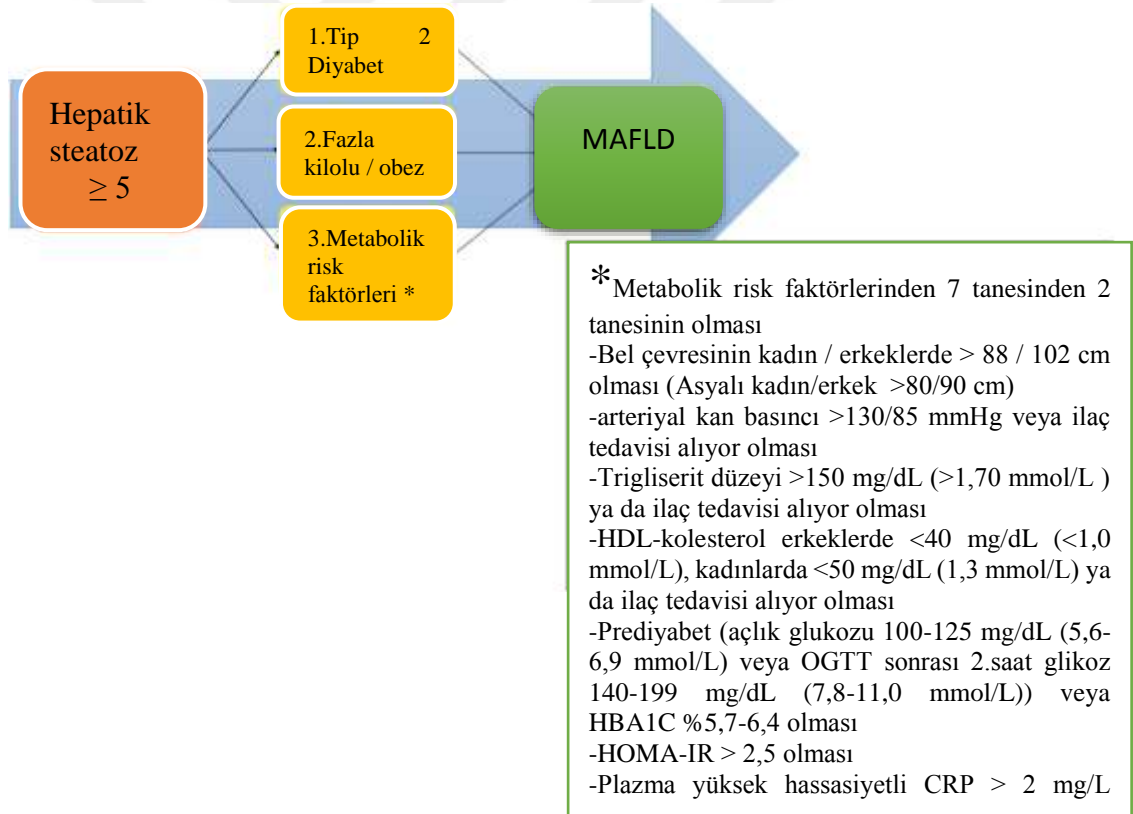 1.Tip 2
Diyabet
Hepatik
steatoz
≥ 5
2.Fazla
kilolu / obez
MAFLD
3.Metabolik
risk
faktörleri *
*Metabolik risk faktörlerinden 7 tanesinden 2
tanesinin olması
-Bel çevresinin kadın / erkeklerde > 88 / 102 cm
olması (Asyalı kadın/erkek >80/90 cm)
-arteriyal kan basıncı >130/85 mmHg veya ilaç
tedavisi alıyor olması
-Trigliserit düzeyi >150 mg/dL (>1,70 mmol/L )
ya da ilaç tedavisi alıyor olması
-HDL-kolesterol erkeklerde <40 mg/dL (<1,0
mmol/L), kadınlarda <50 mg/dL (1,3 mmol/L) ya
da ilaç tedavisi alıyor olması
-Prediyabet (açlık glukozu 100-125 mg/dL (5,6-
6,9 mmol/L) veya OGTT sonrası 2.saat glikoz
140-199 mg/dL (7,8-11,0 mmol/L)) veya
HBA1C %5,7-6,4 olması
-HOMA-IR > 2,5 olması
-Plazma yüksek hassasiyetli CRP > 2 mg/L